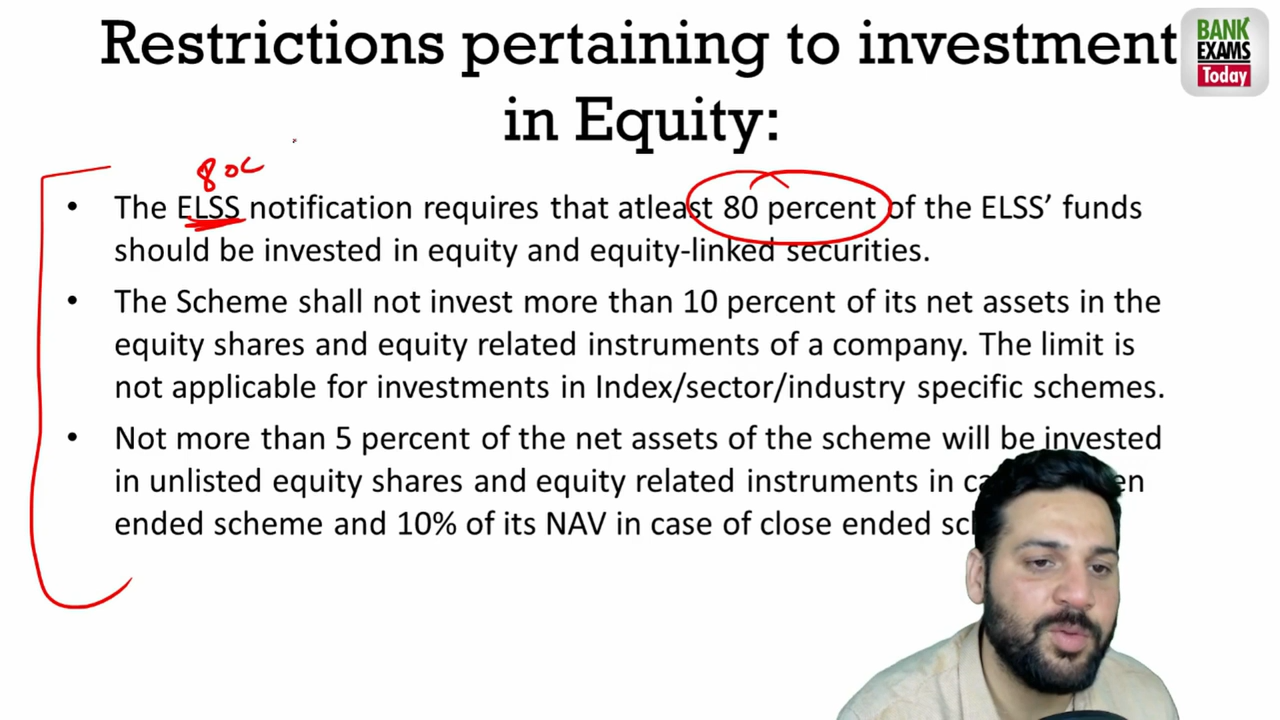 Restrictions pertaining to investment
in Equity:
BANK
EXAMS
Today
80C
• The ELSS notification requires that atleast 80 percent of the ELSS’ funds
should be invested in equity and equity-linked securities.
• The Scheme shall not invest more than 10 percent of its net assets in the
equity shares and equity related instruments of a company. The limit is
not applicable for investments in Index/sector/industry specific schemes.
• Not more than 5 percent of the net assets of the scheme will be invested
in unlisted equity shares and equity related instruments in
ended scheme and 10% of its NAV in case of close ended